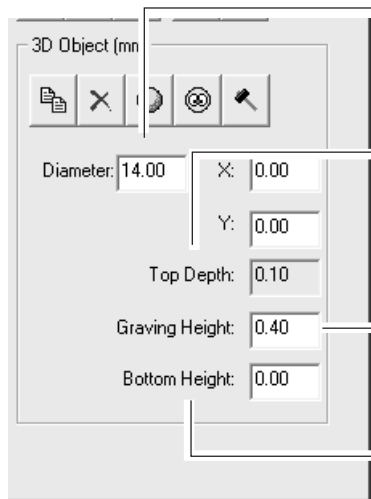 3D Object (mm
Diameter: 14.00 X: 0.00
Y: 0.00
Top Depth: 0.10
Graving Height: 0.40
Bottom Height: 0.00